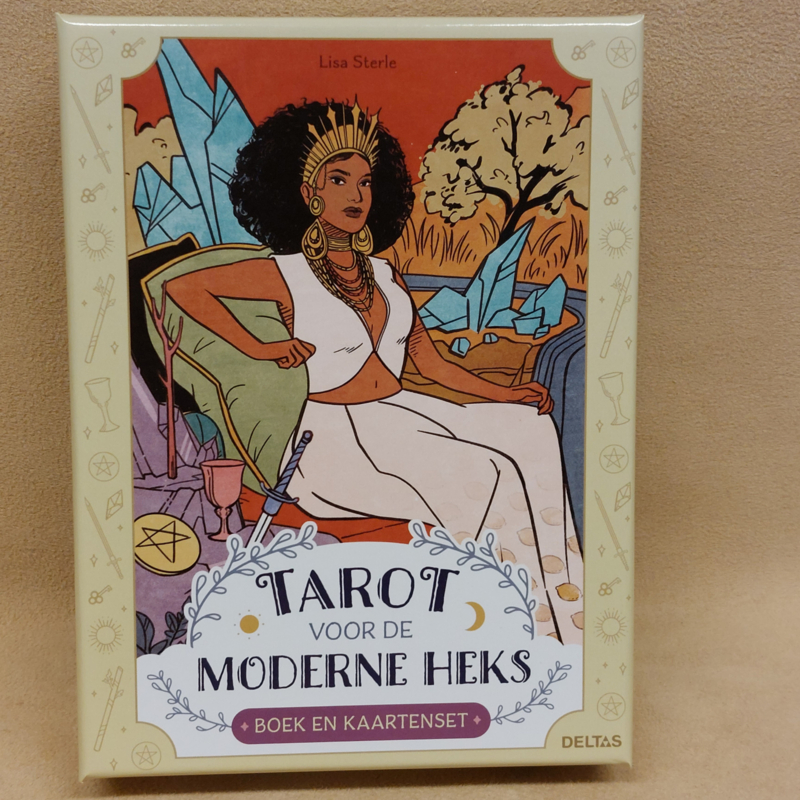 Lisa Sterle
TAROT
VOOR DE
MODERNE HEKS
BOEK EN KAARTENSET
DELTAS